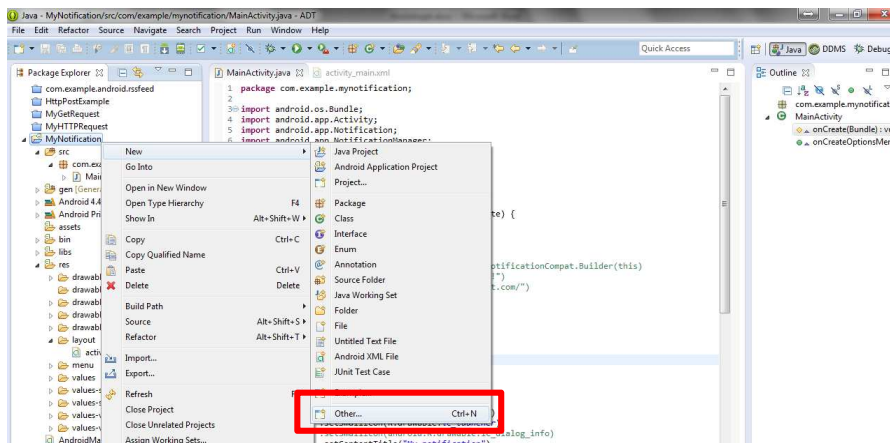 Java - MyNotification/src/com/example/mynotification/MainActivity.java - ADT
File Edit Refactor Source Navigate Search Project Run Window Help
Quick Access
Java DDMS Debug
Package Explorer
MainActivity.java
activity_main.xml
Outline
com.example.android.rssfeed
HttpPostExample
MyGetRequest
MyHTTPRequest
MyNotification
src
com.exa
Mai
gen [Gener
Android 4.4
Android Pri
assets
bin
libs
res
drawabl
drawabl
drawabl
drawabl
drawabl
layout
activ
menu
values
values-s
values-s
values-v
values-v
AndroidMa
1 package com.example.mynotification;
2
3 import android.os.Bundle;
4 import android.app.Activity;
5 import android.app.Notification;
6 import android.app.NotificationManager;
New
Go Into
Open in New Window
Open Type Hierarchy F4
Show In Alt+Shift+W
Copy Ctrl+C
Copy Qualified Name
Paste Ctrl+V
Delete Delete
Build Path
Source Alt+Shift+S
Refactor Alt+Shift+T
Import...
Export...
Refresh F
Close Project
Close Unrelated Projects
Assign Working Sets...
Java Project
Android Application Project
Project...
Package
Class
Interface
Enum
Annotation
Source Folder
Java Working Set
Folder
File
Untitled Text File
Android XML File
JUnit Test Case
Other... Ctrl+N
te) {
otificationCompat.Builder(this)
!")
t.com/")
com.example.mynotificat
MainActivity
onCreate(Bundle) : vo
onCreateOptionsMer